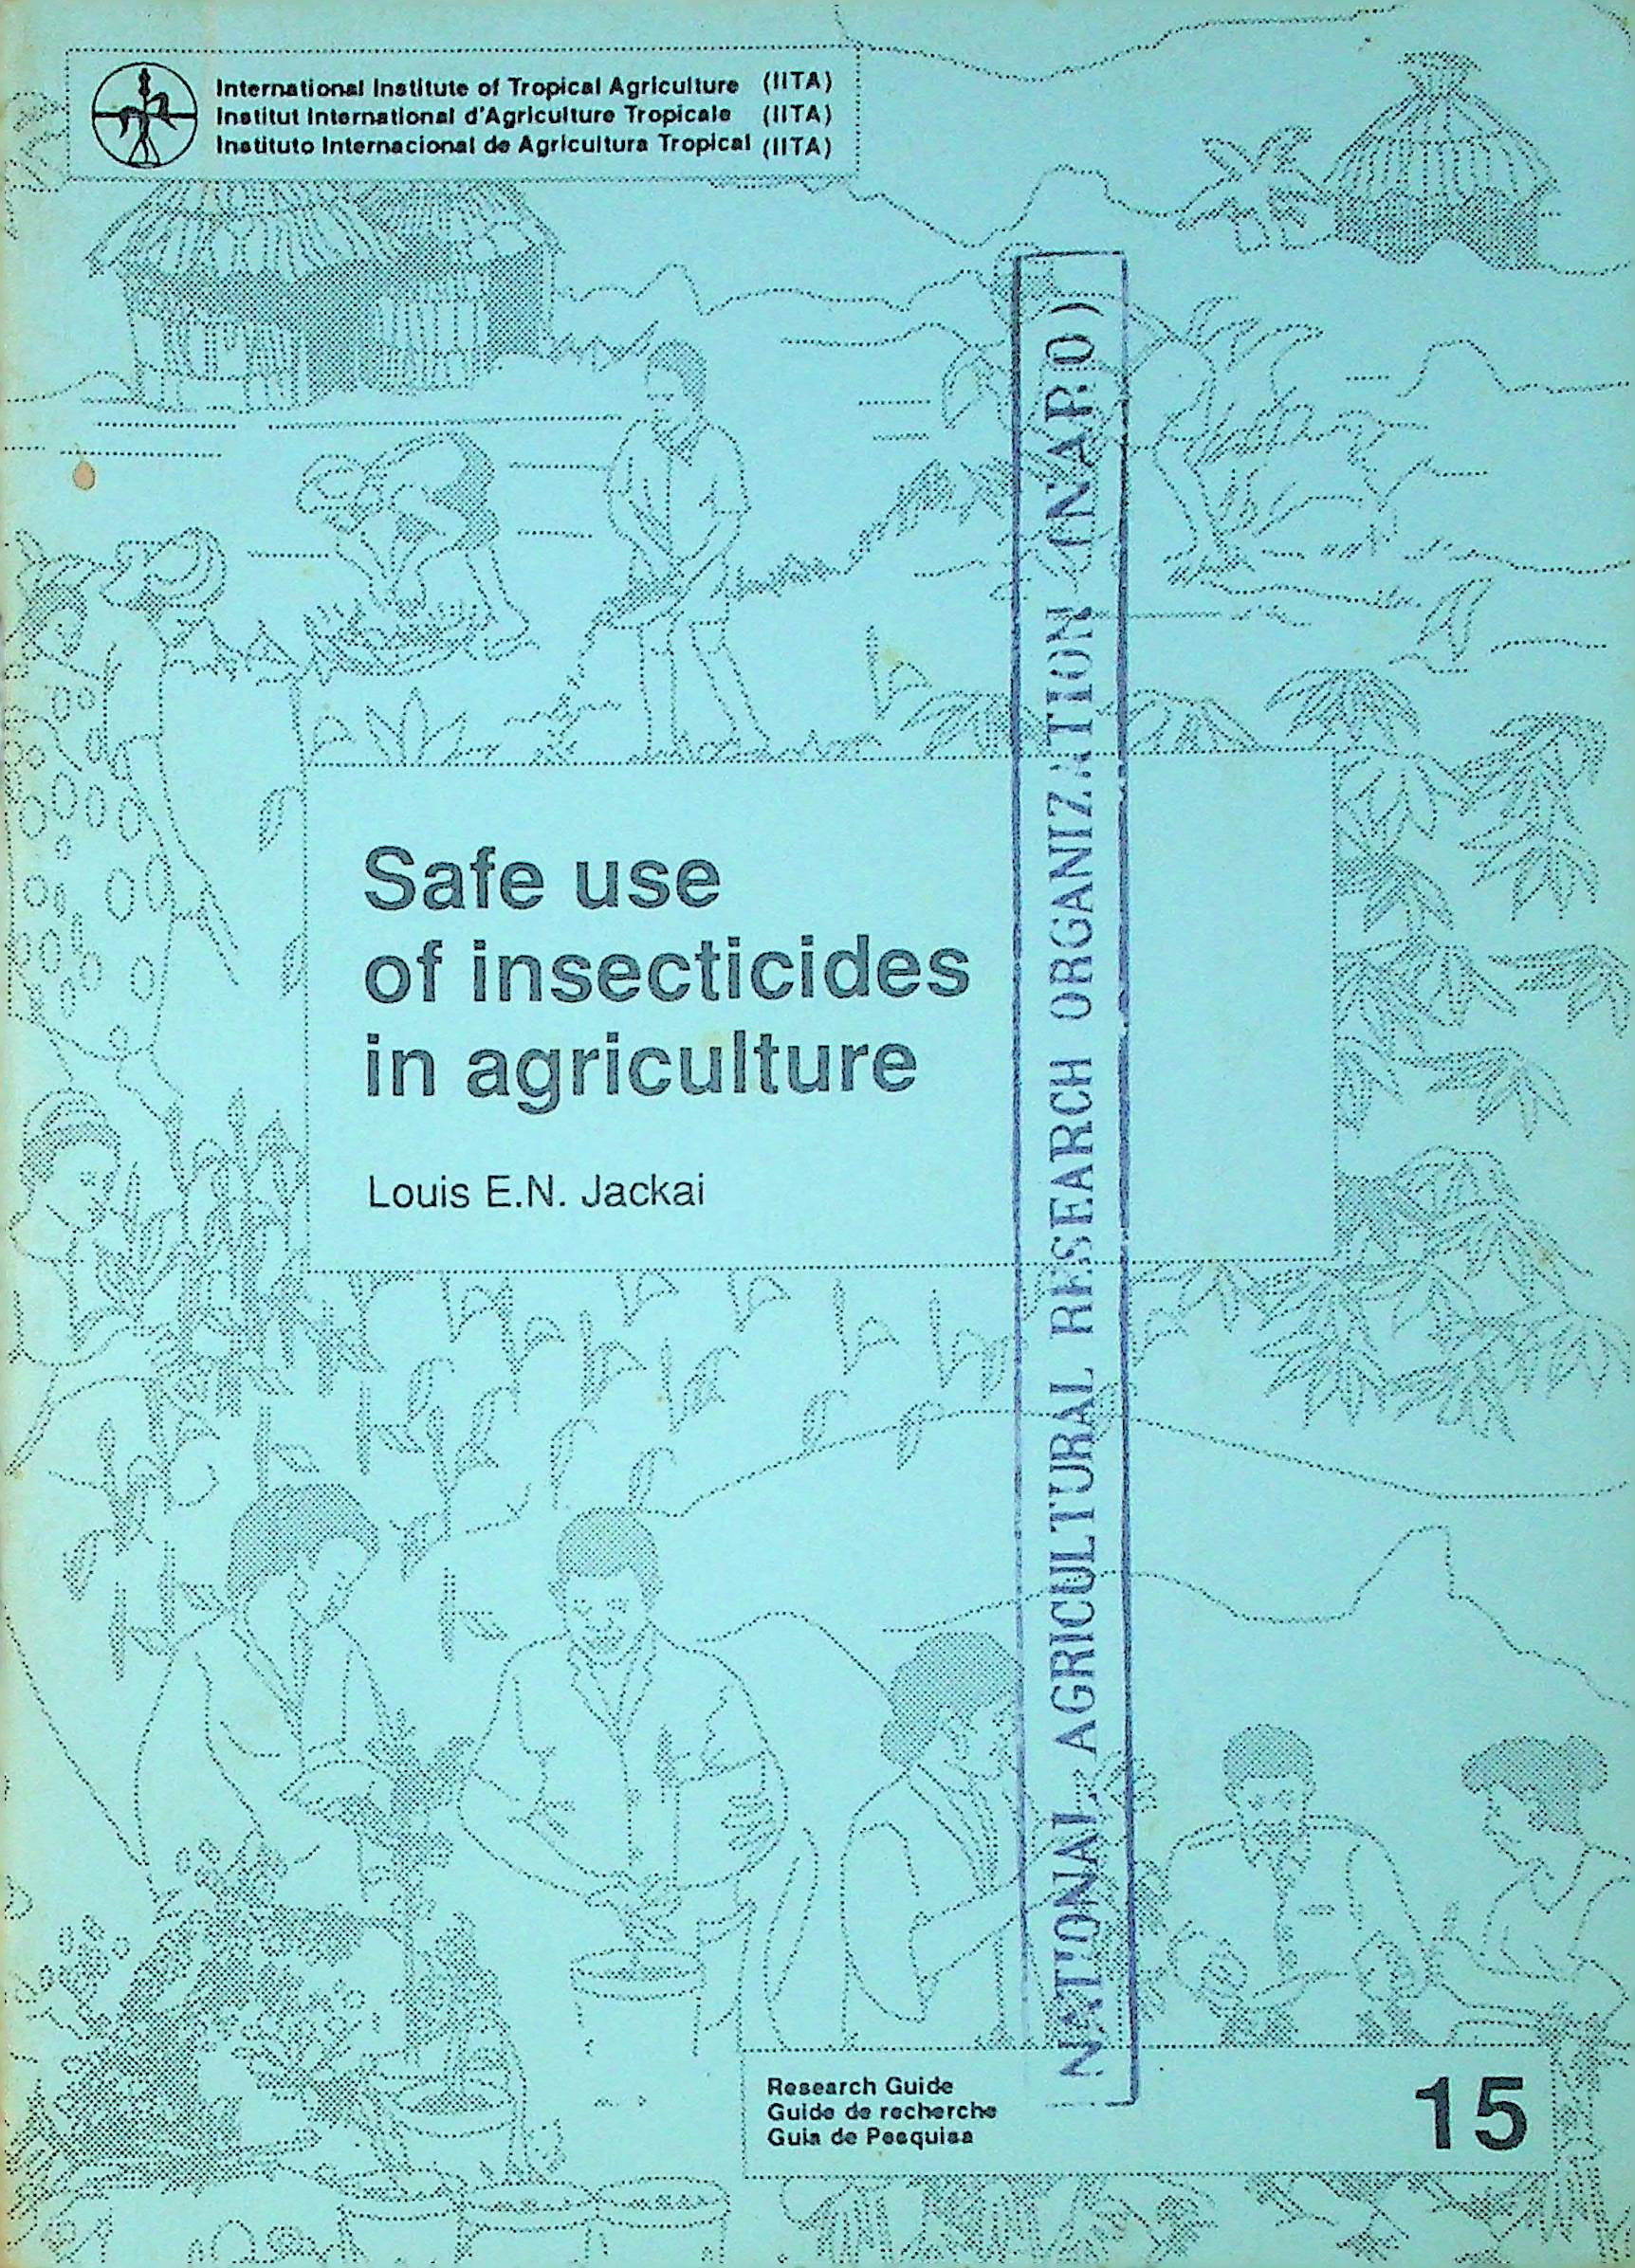 International Institute of Tropical Agriculture (IITA)
Institut International d'Agriculture Tropicale (IITA)
Instituto Internacional de Agricultura Tropical (IITA)
Safe use
of insecticides
in agriculture
Louis E.N. Jackai
NATIONAL AGRICULTURAL RESEARCH ORGANIZATION (NARO)
Research Guide
Guide de recherche
Guia de Pesquisa
15